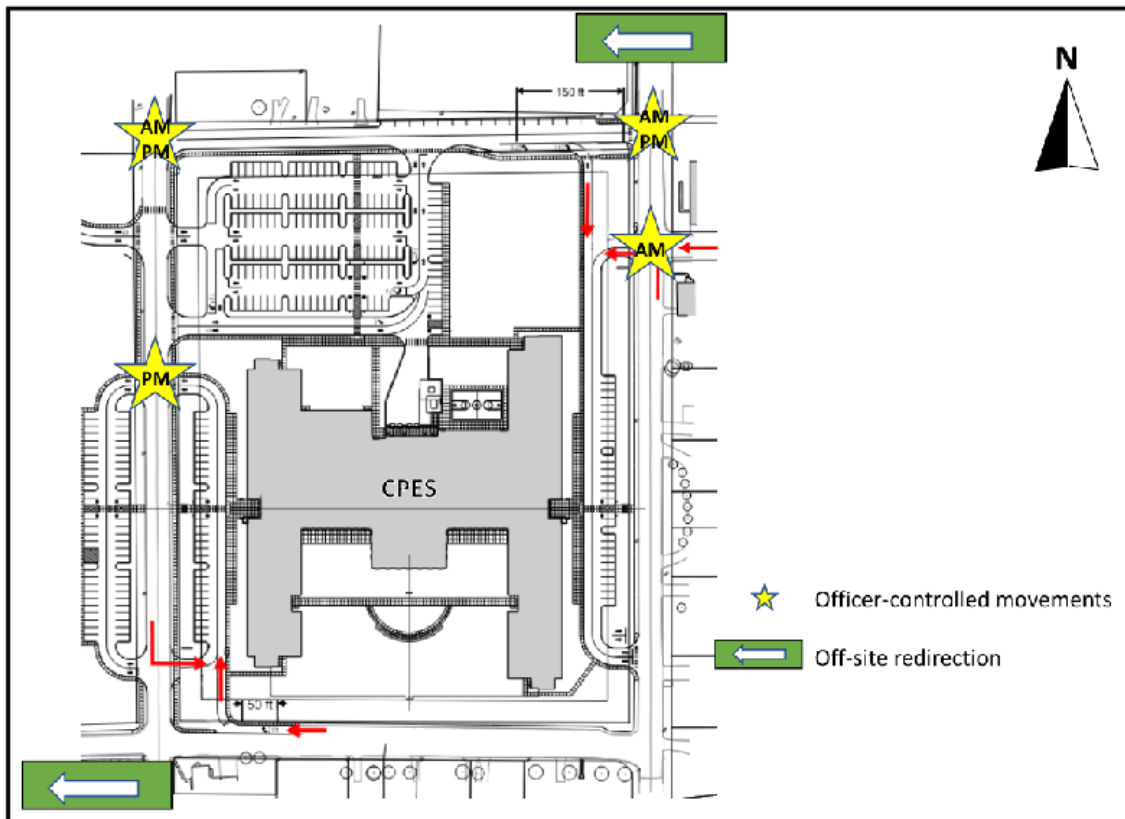 N
150 ft
AM
PM
AM
PM
AM
PM
CPES
Officer-controlled movements
Off-site redirection
50 ft